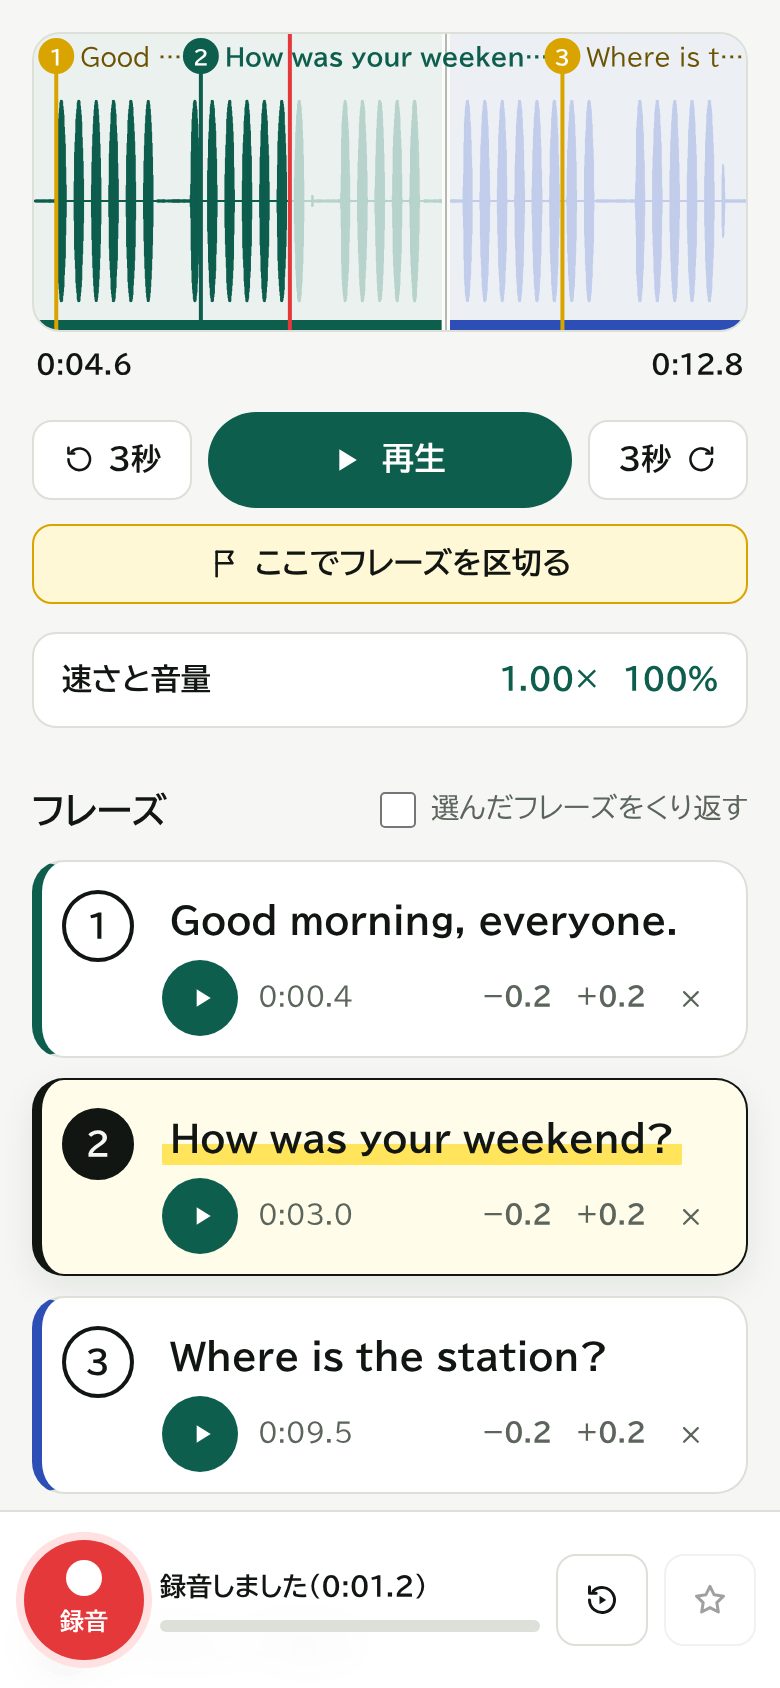 1 Good … 2 How was your weeken… 3 Where is t…
0:04.6 0:12.8
3秒 再生 3秒
ここでフレーズを区切る
速さと音量 1.00× 100%
フレーズ 選んだフレーズをくり返す
1 Good morning, everyone.
0:00.4 −0.2 +0.2 ×
2 How was your weekend?
0:03.0 −0.2 +0.2 ×
3 Where is the station?
0:09.5 −0.2 +0.2 ×
録音しました(0:01.2)
録音